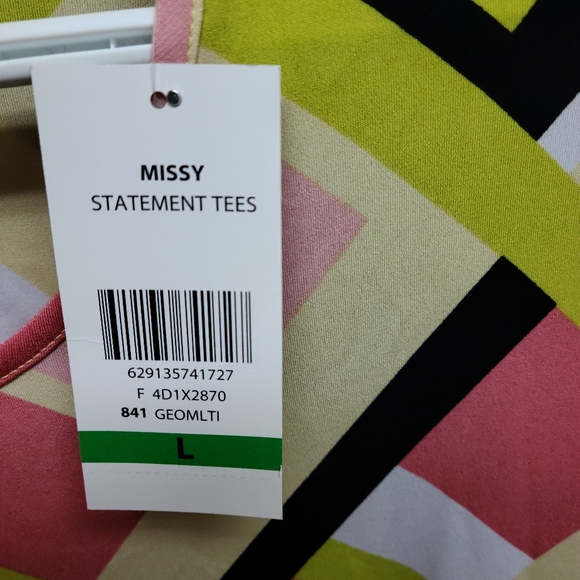 MISSY
STATEMENT TEES
629135741727
F 4D1X2870
841 GEOMLTI
L